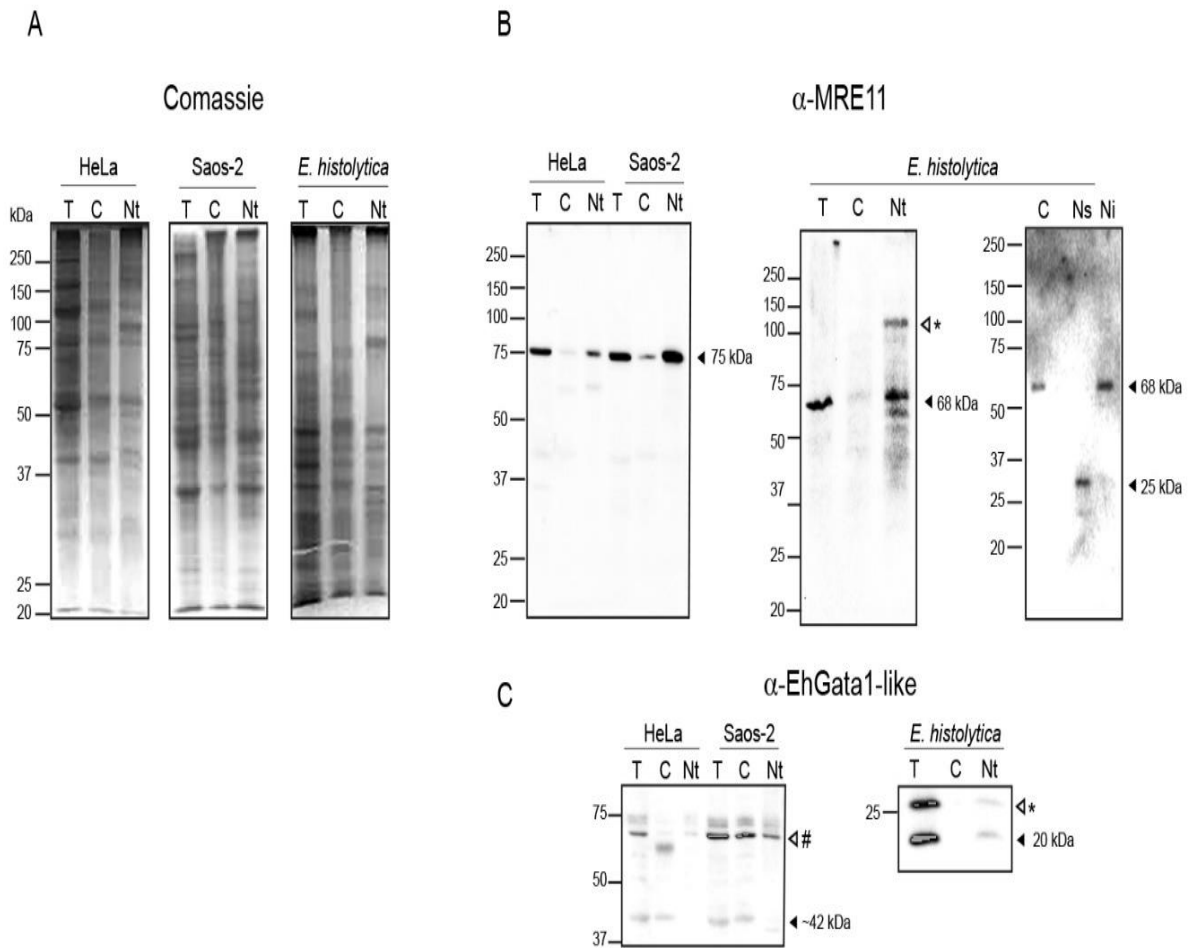 A
Comassie
HeLa Saos-2 E. histolytica
kDa T C Nt T C Nt T C Nt
250
150
100
75
50
37
25
20
B
α-MRE11
HeLa Saos-2
T C Nt T C Nt
250
150
100
75
50
37
25
20
◄ 75 kDa
E. histolytica
T C Nt
250
150
100
75
50
37
25
20
*
◄ 68 kDa
C Ns Ni
250
150
100
75
50
37
25
20
◄ 68 kDa
◄ 25 kDa
C
α-EhGata1-like
HeLa Saos-2
T C Nt T C Nt
75
50
37
#
◄ ~42 kDa
E. histolytica
T C Nt
25
*
◄ 20 kDa